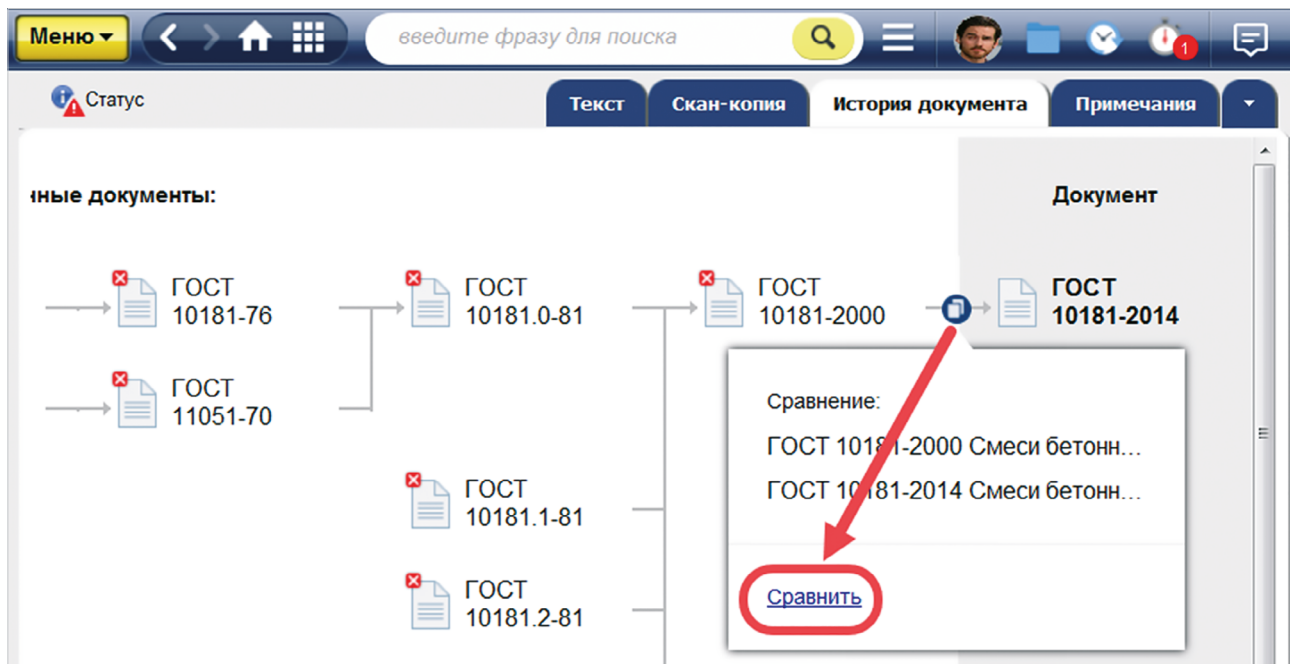 Меню
введите фразу для поиска
1
Статус
Текст
Скан-копия
История документа
Примечания
нные документы:
Документ
ГОСТ
10181-76
ГОСТ
10181.0-81
ГОСТ
10181-2000
ГОСТ
10181-2014
ГОСТ
11051-70
Сравнение:
ГОСТ 10181-2000 Смеси бетонн...
ГОСТ 10181-2014 Смеси бетонн...
ГОСТ
10181.1-81
ГОСТ
10181.2-81
Сравнить